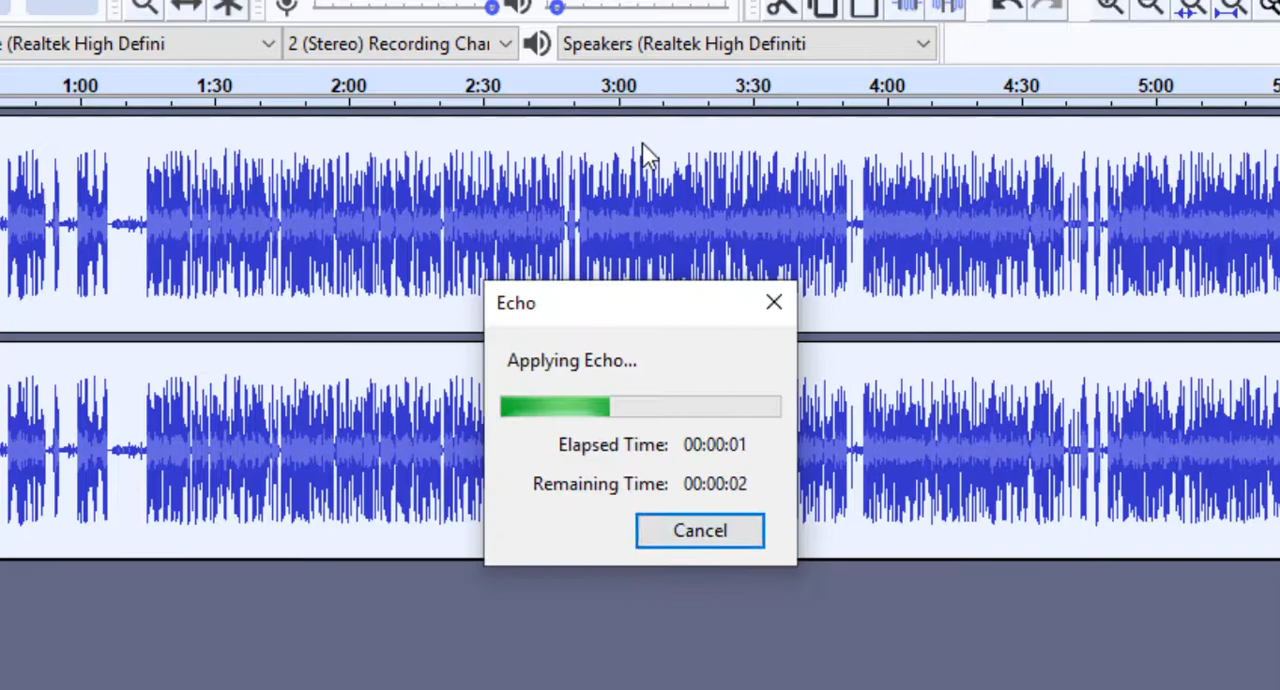 e (Realtek High Defini
2 (Stereo) Recording Chai
Speakers (Realtek High Definiti
1:00 1:30 2:00 2:30 3:00 3:30 4:00 4:30 5:00 5
Echo
Applying Echo...
Elapsed Time: 00:00:01
Remaining Time: 00:00:02
Cancel